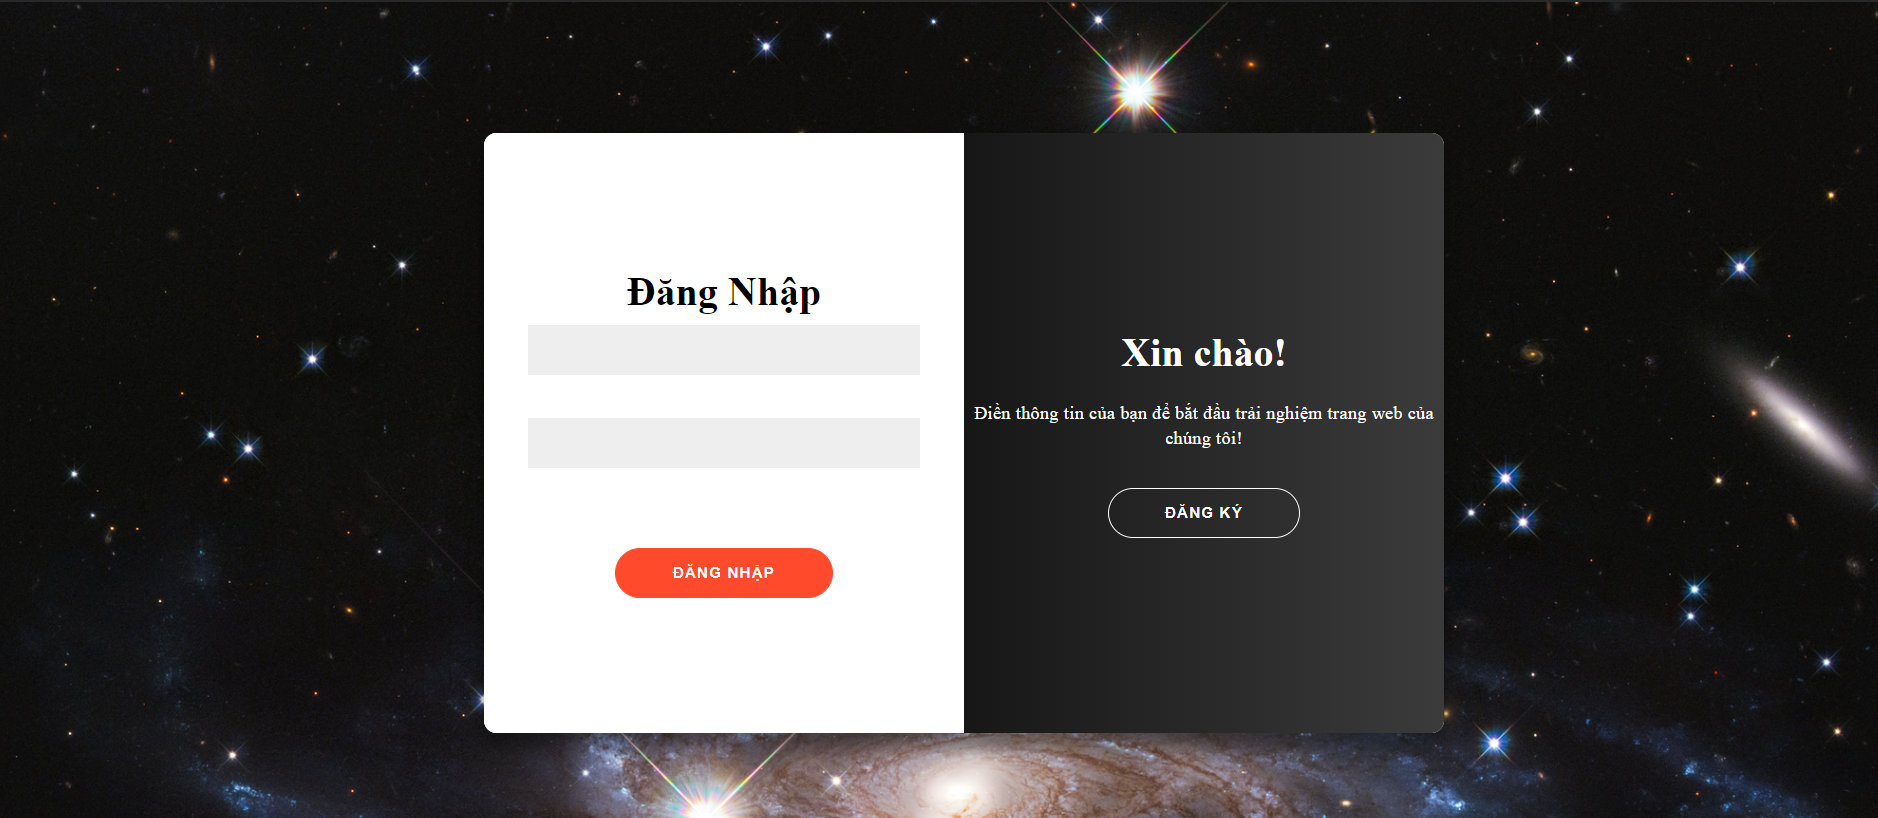 Đăng Nhập
ĐĂNG NHẬP
Xin chào!
Điền thông tin của bạn để bắt đầu trải nghiệm trang web của
chúng tôi!
ĐĂNG KÝ